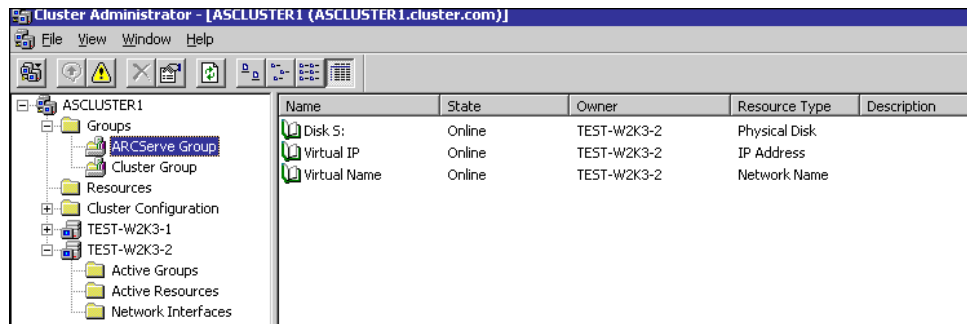 Cluster Administrator - [ASCLUSTER1 (ASCLUSTER1.cluster.com)]
File View Window Help
ASCLUSTER1
Groups
ARCServe Group
Cluster Group
Resources
Cluster Configuration
TEST-W2K3-1
TEST-W2K3-2
Active Groups
Active Resources
Network Interfaces
Name State Owner Resource Type Description
Disk S: Online TEST-W2K3-2 Physical Disk
Virtual IP Online TEST-W2K3-2 IP Address
Virtual Name Online TEST-W2K3-2 Network Name